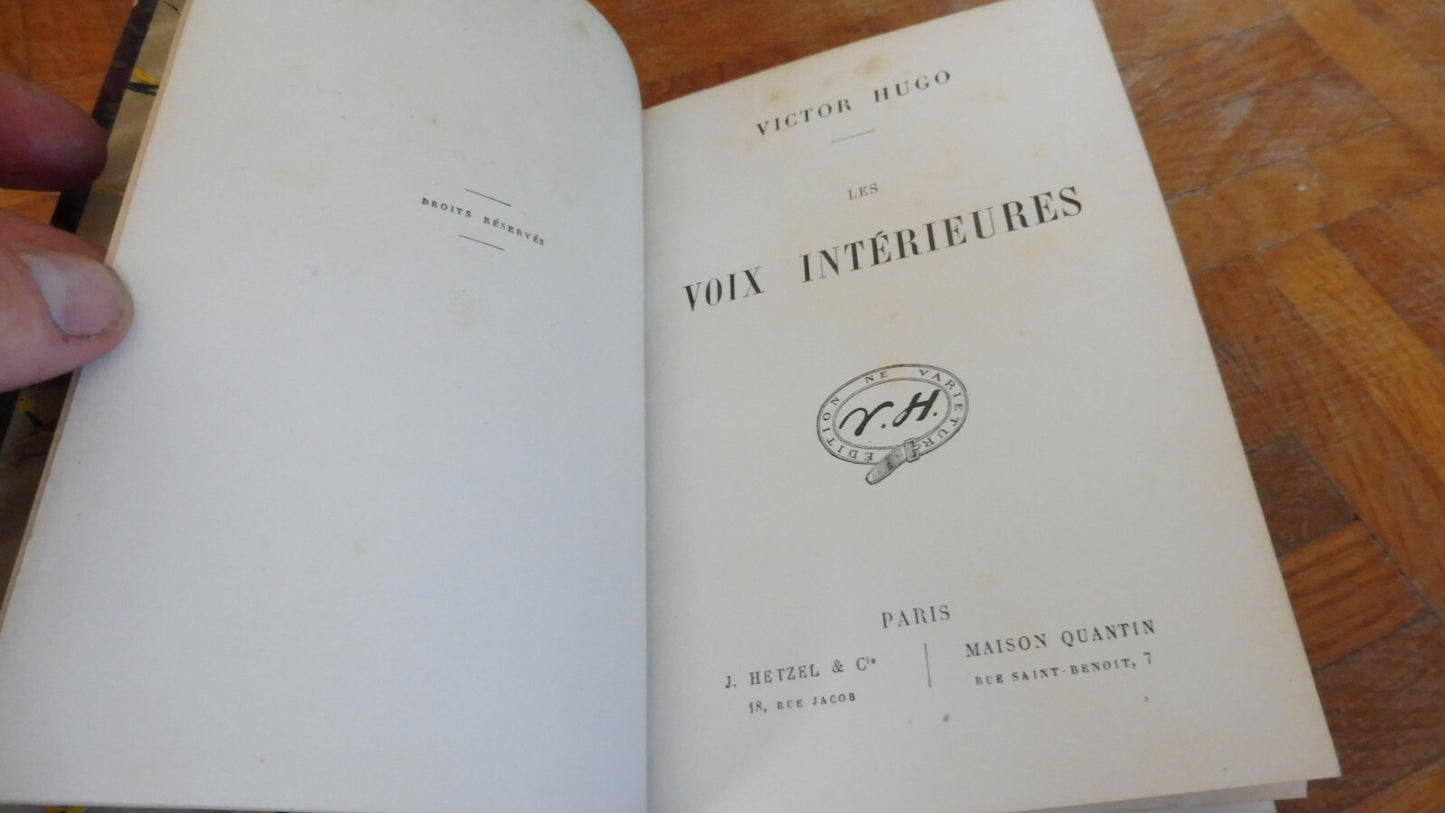 DROITS RÉSERVÉS
VICTOR HUGO
LES
VOIX INTÉRIEURES
EDITION NE VARIETUR
V.H.
PARIS
J. HETZEL & Cie
18, RUE JACOB
MAISON QUANTIN
RUE SAINT-BENOIT, 7